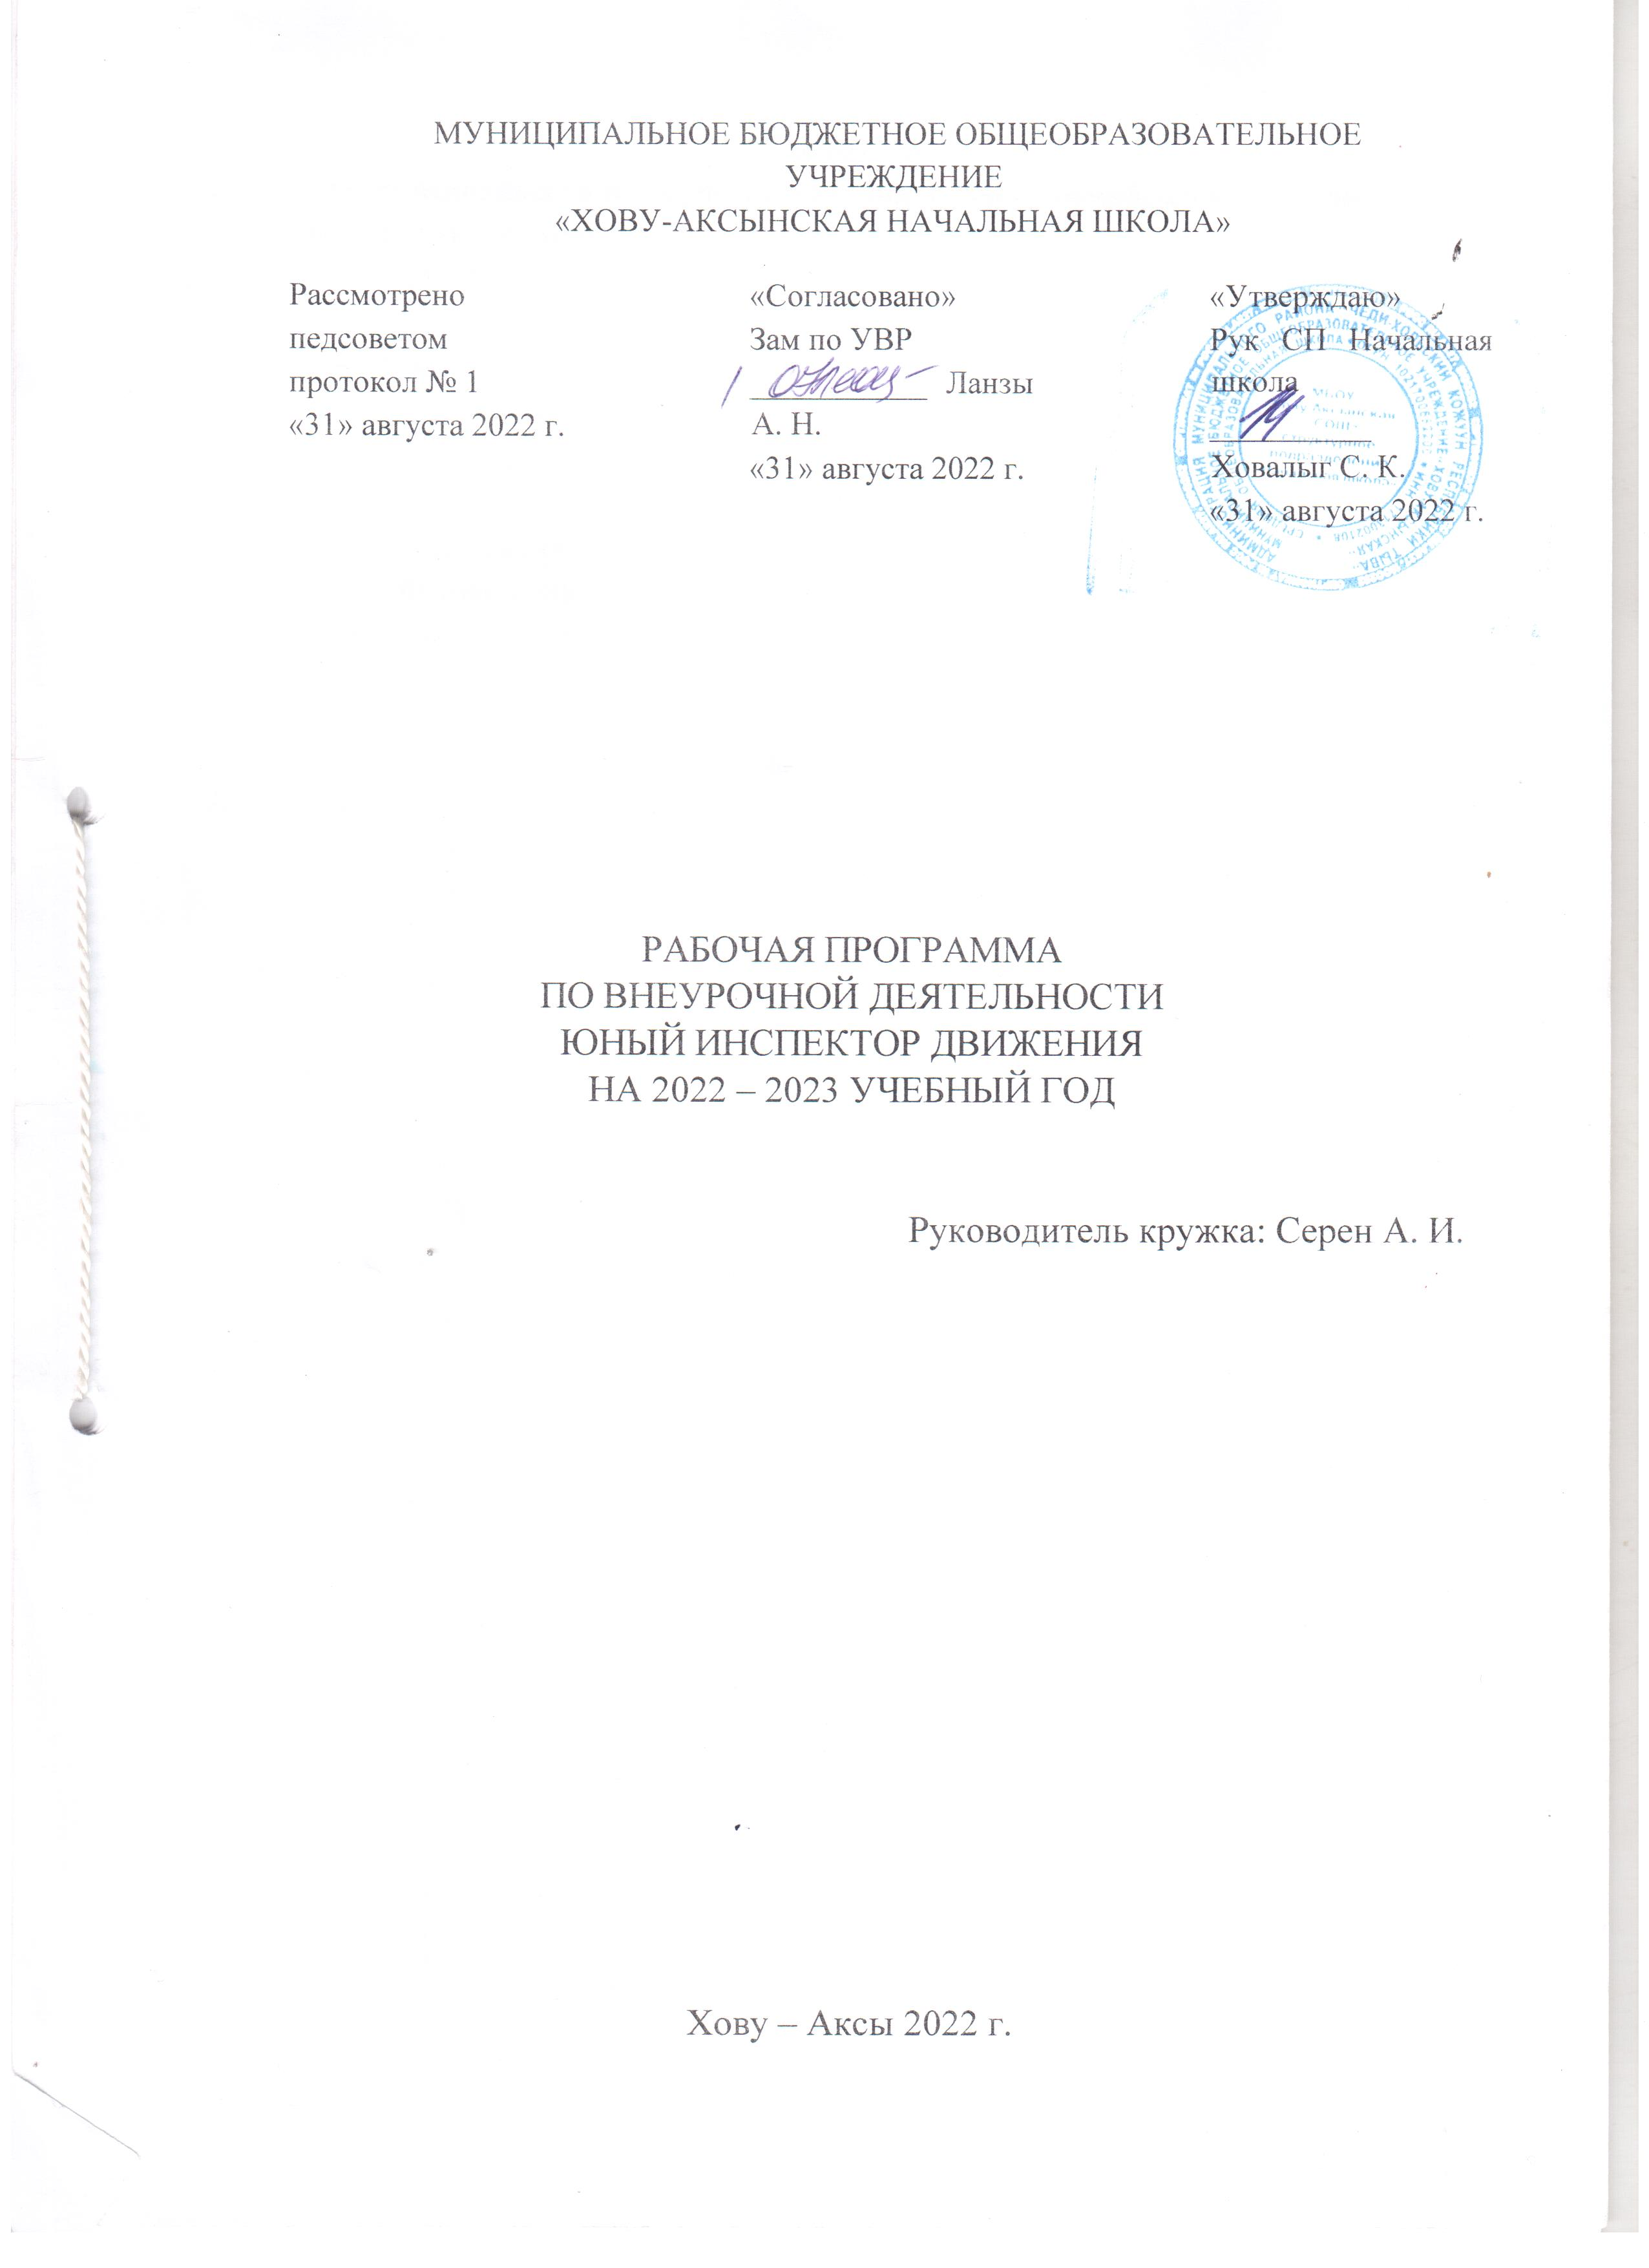 МУНИЦИПАЛЬНОЕ БЮДЖЕТНОЕ ОБЩЕОБРАЗОВАТЕЛЬНОЕ
УЧРЕЖДЕНИЕ
«ХОВУ-АКСЫНСКАЯ НАЧАЛЬНАЯ ШКОЛА»
Рассмотрено
педсоветом
протокол № 1
«31» августа 2022 г.
«Согласовано»
Зам по УВР
Ланзы
А. Н.
«31» августа 2022 г.
«Утверждаю»
Рук СП Начальная
школа
Ховалыг С. К.
«31» августа 2022 г.
РАБОЧАЯ ПРОГРАММА
ПО ВНЕУРОЧНОЙ ДЕЯТЕЛЬНОСТИ
ЮНЫЙ ИНСПЕКТОР ДВИЖЕНИЯ
НА 2022 – 2023 УЧЕБНЫЙ ГОД
Руководитель кружка: Серен А. И.
Хову – Аксы 2022 г.